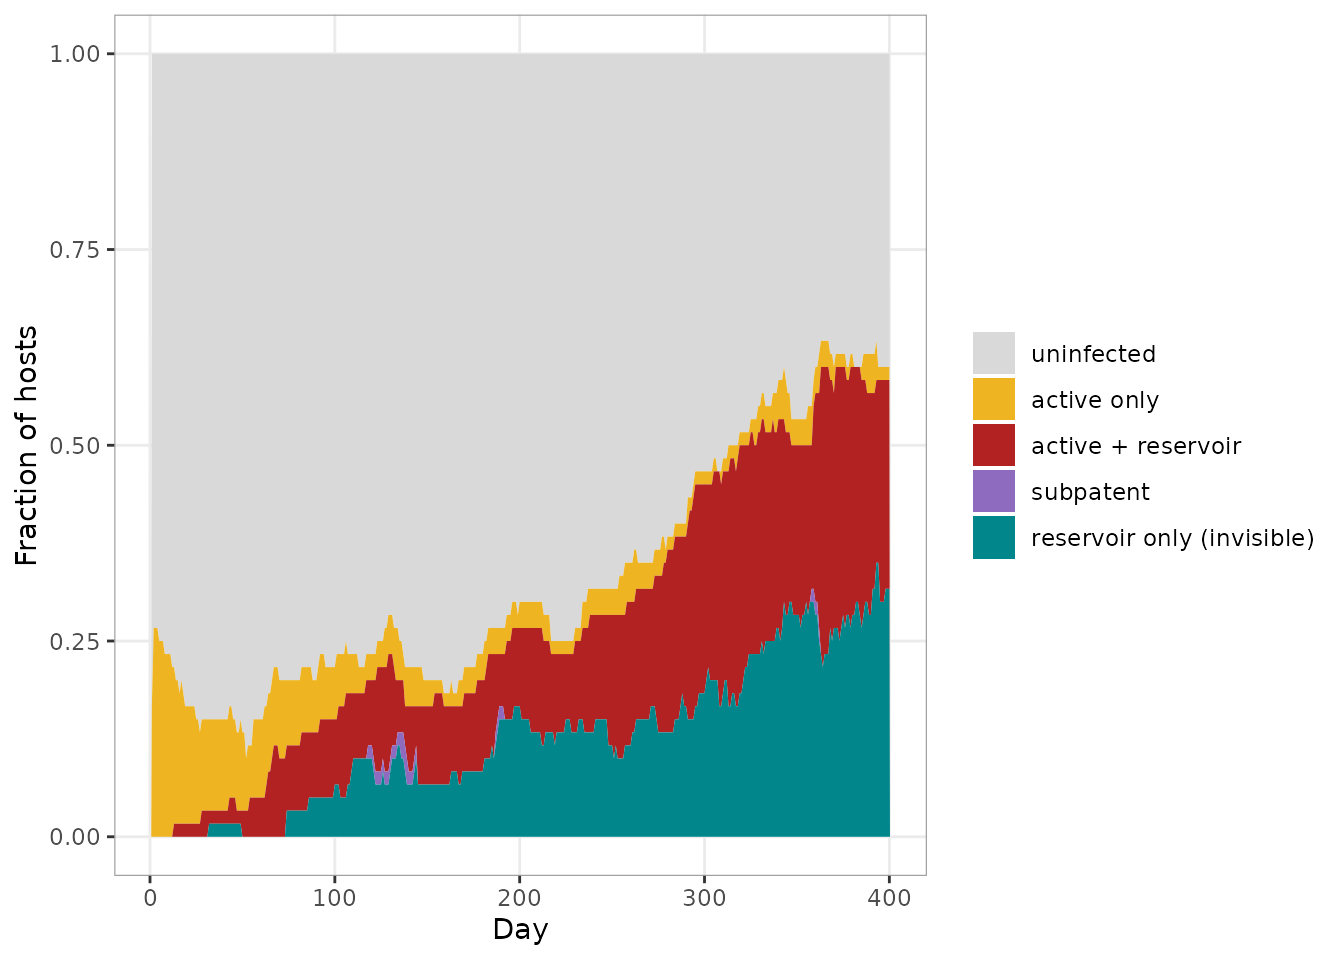 1.00
0.75
0.50
0.25
0.00
Fraction of hosts
0
100
200
300
400
Day
uninfected
active only
active + reservoir
subpatent
reservoir only (invisible)